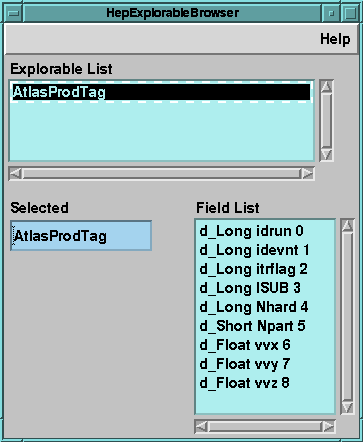 HepExplorableBrowser
Help
Explorable List
AtlasProdTag
Selected
AtlasProdTag
Field List
d_Long idrun 0
d_Long idevnt 1
d_Long itrflag 2
d_Long ISUB 3
d_Long Nhard 4
d_Short Npart 5
d_Float vvx 6
d_Float vvy 7
d_Float vvz 8